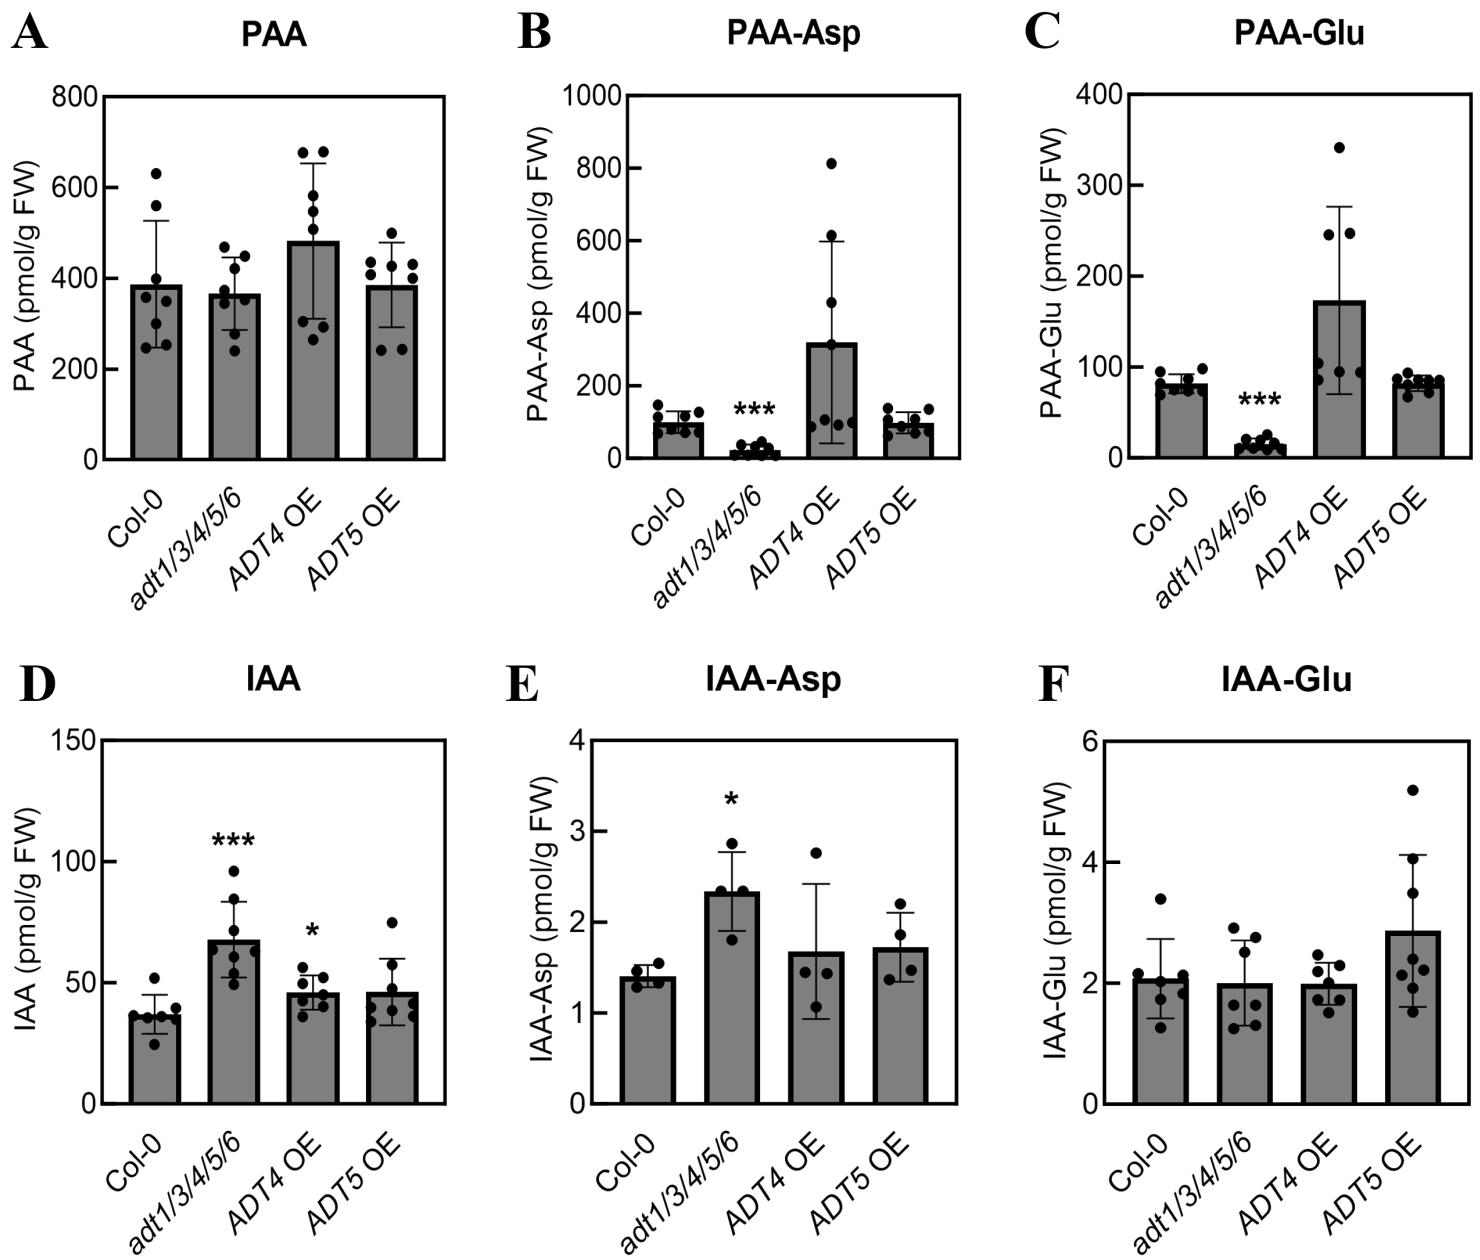 A PAA
PAA (pmol/g FW)
800
600
400
200
0
Col-0
adt1/3/4/5/6
ADT4 OE
ADT5 OE
B PAA-Asp
PAA-Asp (pmol/g FW)
1000
800
600
400
200
0
***
Col-0
adt1/3/4/5/6
ADT4 OE
ADT5 OE
C PAA-Glu
PAA-Glu (pmol/g FW)
400
300
200
100
0
***
Col-0
adt1/3/4/5/6
ADT4 OE
ADT5 OE
D IAA
IAA (pmol/g FW)
150
100
50
0
***
*
Col-0
adt1/3/4/5/6
ADT4 OE
ADT5 OE
E IAA-Asp
IAA-Asp (pmol/g FW)
4
3
2
1
0
*
Col-0
adt1/3/4/5/6
ADT4 OE
ADT5 OE
F IAA-Glu
IAA-Glu (pmol/g FW)
6
4
2
0
Col-0
adt1/3/4/5/6
ADT4 OE
ADT5 OE